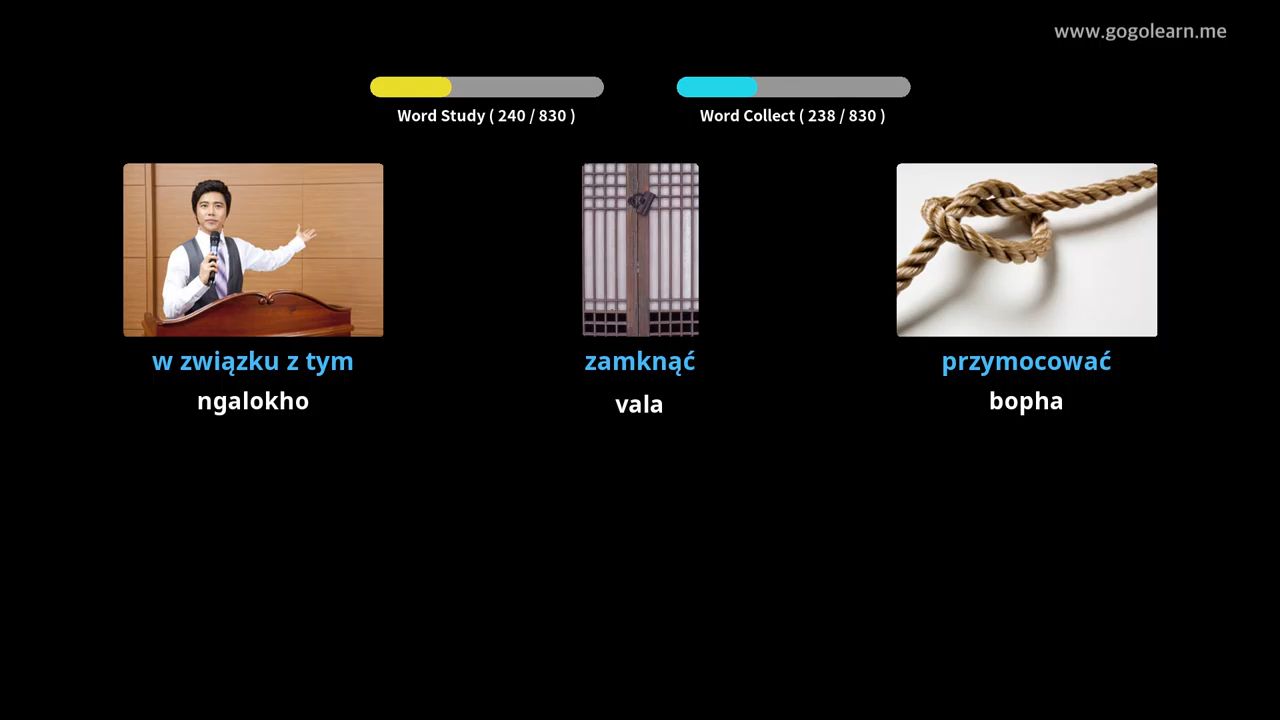 www.gogolearn.me
Word Study ( 240 / 830 )
Word Collect ( 238 / 830 )
w związku z tym
zamknąć
przymocować
ngalokho
vala
bopha